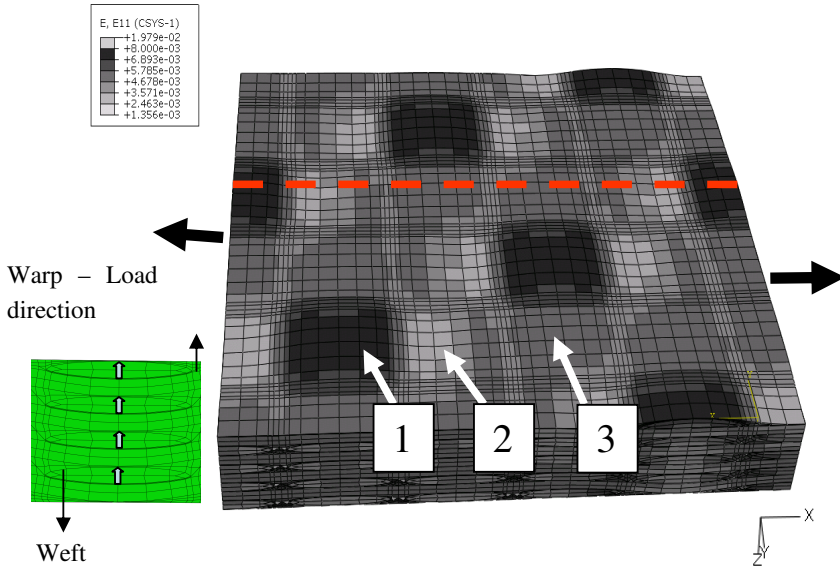 E, E11 (CSYS-1)
+1.979e-02
+8.000e-03
+6.893e-03
+5.785e-03
+4.678e-03
+3.571e-03
+2.463e-03
+1.356e-03
Warp – Load
direction
1
2
3
Weft
Y
X
Y
Z